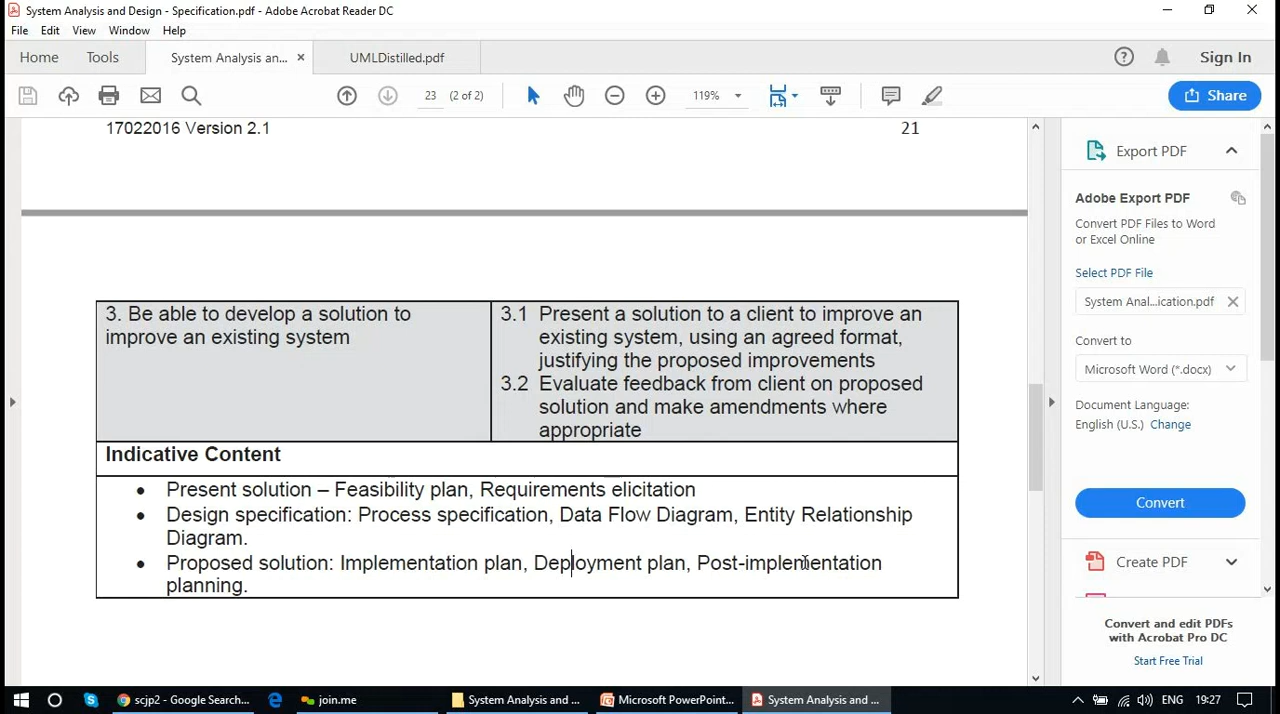 System Analysis and Design - Specification.pdf - Adobe Acrobat Reader DC
File Edit View Window Help
Home Tools System Analysis an... × UMLDistilled.pdf Sign In
23 (2 of 2) 119% Share
17022016 Version 2.1 21
3. Be able to develop a solution to
improve an existing system
3.1 Present a solution to a client to improve an
existing system, using an agreed format,
justifying the proposed improvements
3.2 Evaluate feedback from client on proposed
solution and make amendments where
appropriate
Indicative Content
• Present solution – Feasibility plan, Requirements elicitation
• Design specification: Process specification, Data Flow Diagram, Entity Relationship
Diagram.
• Proposed solution: Implementation plan, Deployment plan, Post-implementation
planning.
Export PDF
Adobe Export PDF
Convert PDF Files to Word
or Excel Online
Select PDF File
System Anal...ication.pdf
Convert to
Microsoft Word (*.docx)
Document Language:
English (U.S.) Change
Convert
Create PDF
Convert and edit PDFs
with Acrobat Pro DC
Start Free Trial
scjp2 - Google Search... join.me System Analysis and ... Microsoft PowerPoint... System Analysis and ... ENG 19:27